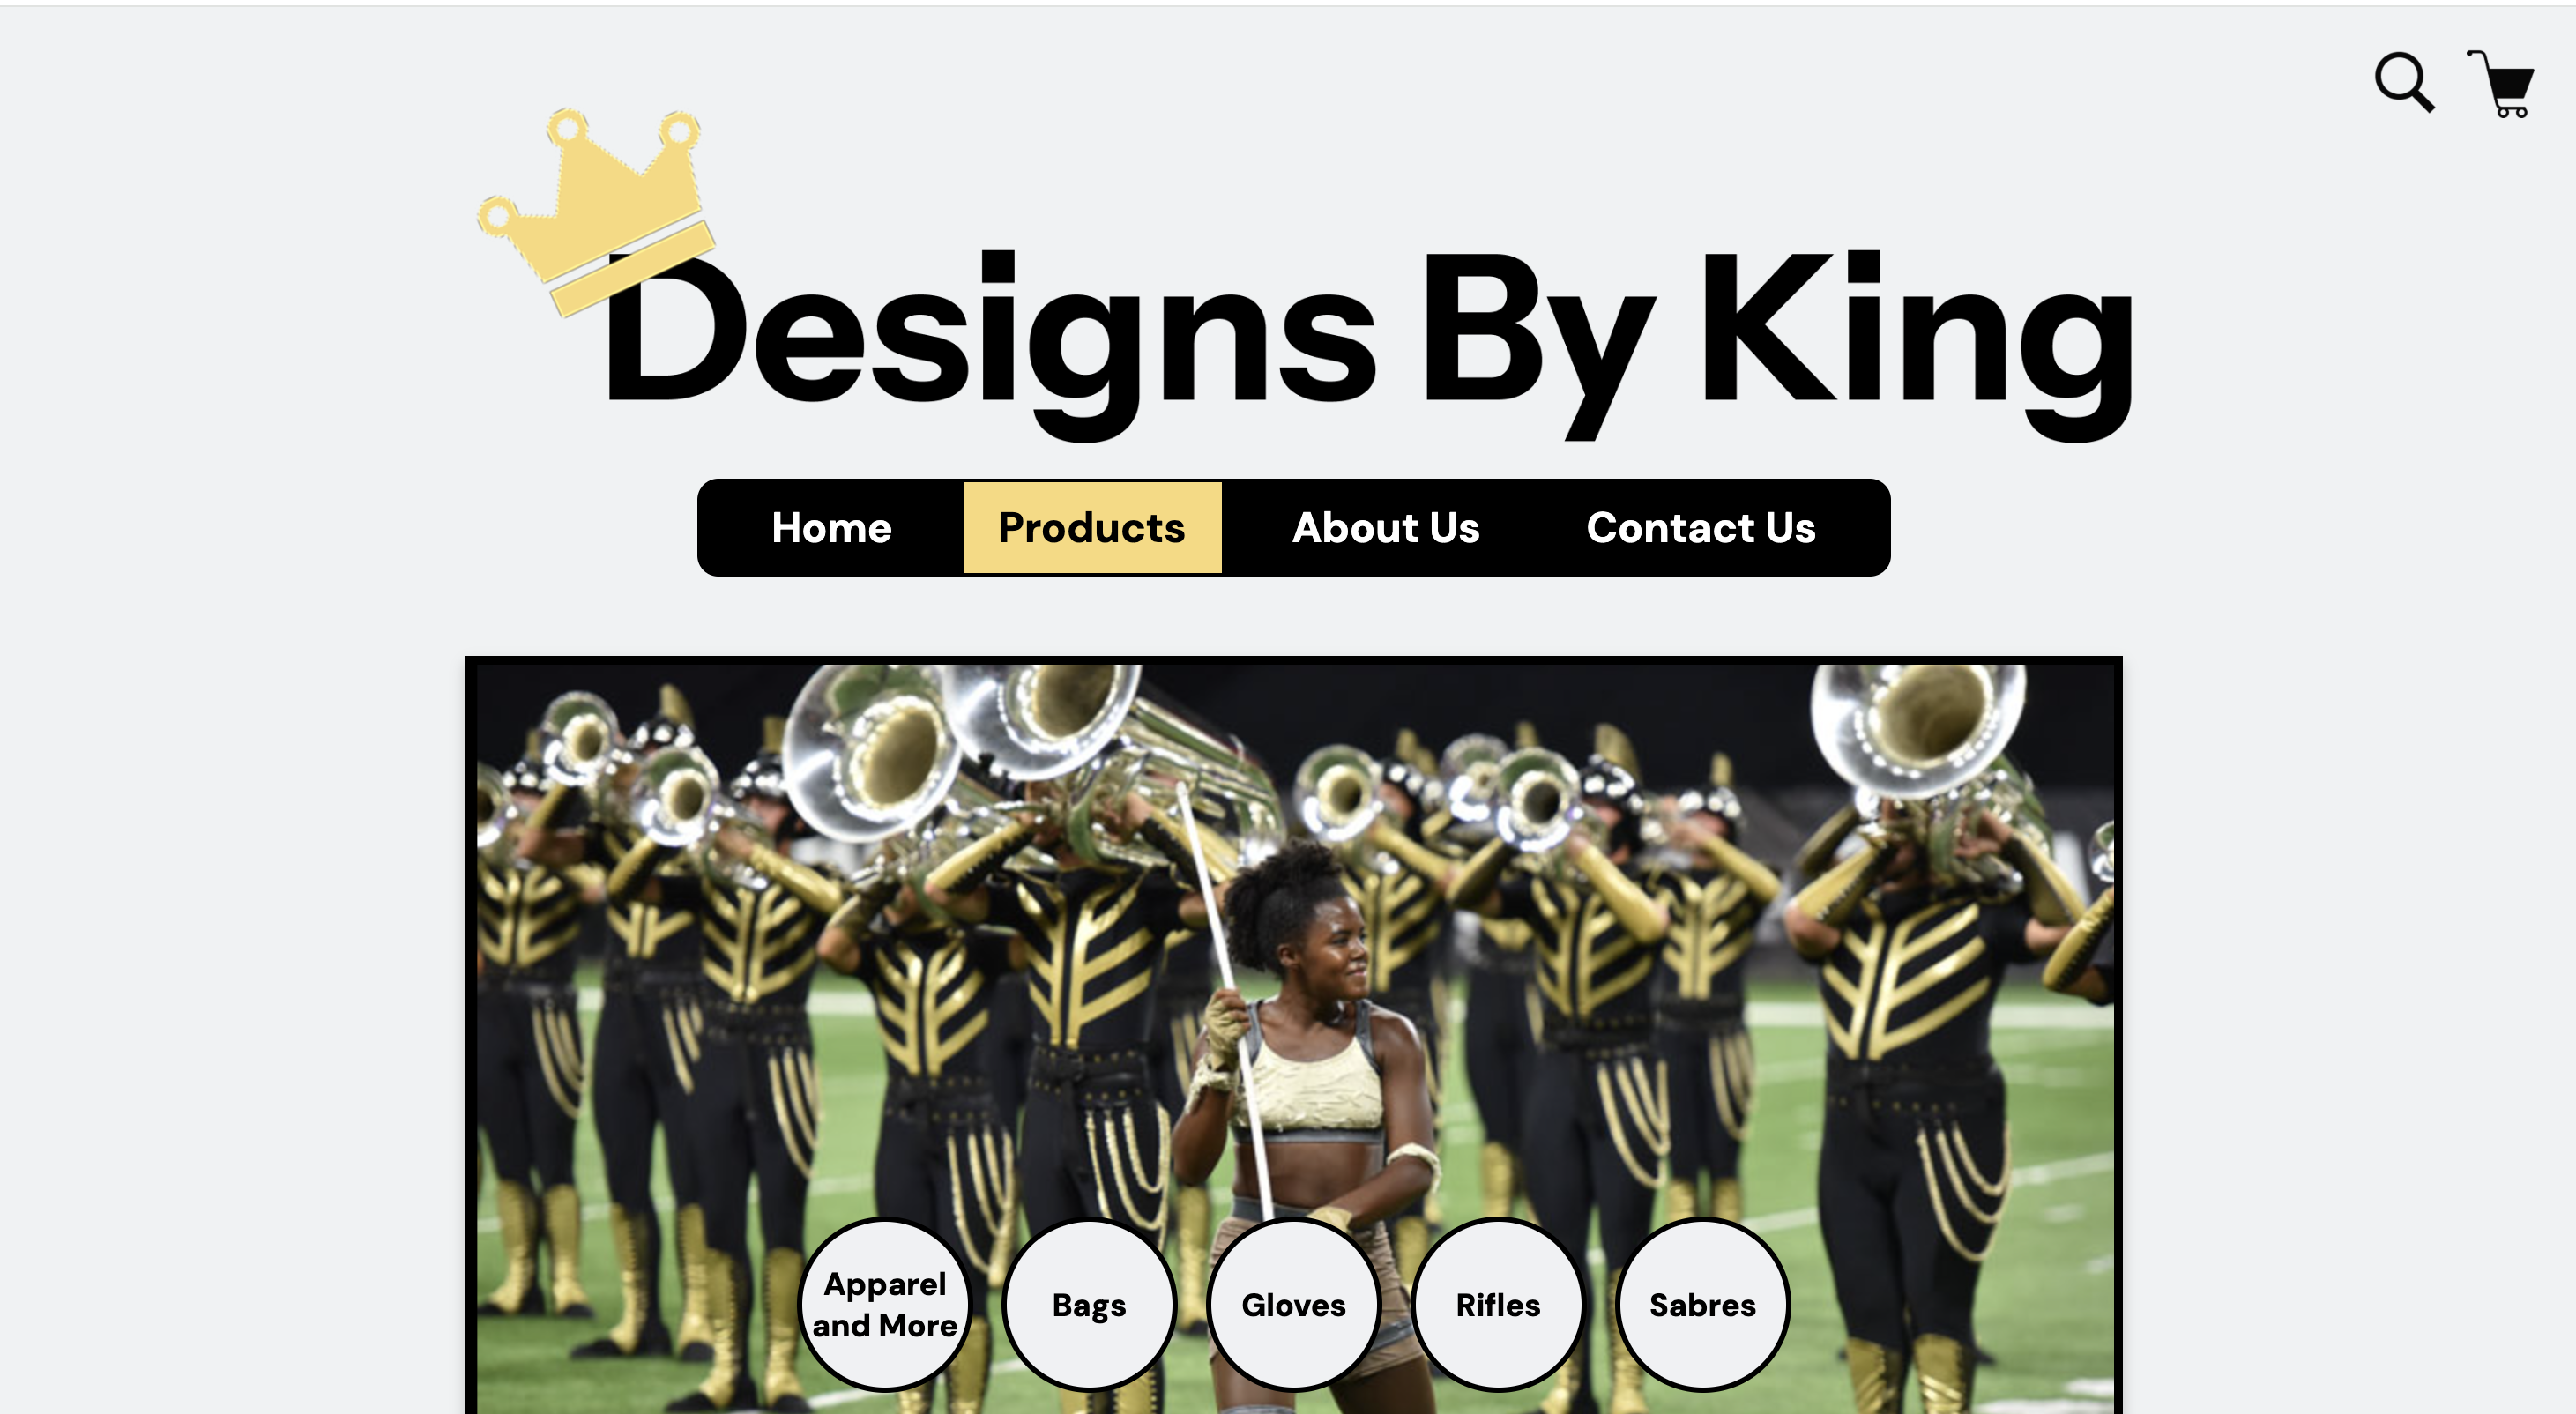 Designs By King
Home Products About Us Contact Us
Apparel
and More
Bags
Gloves
Rifles
Sabres